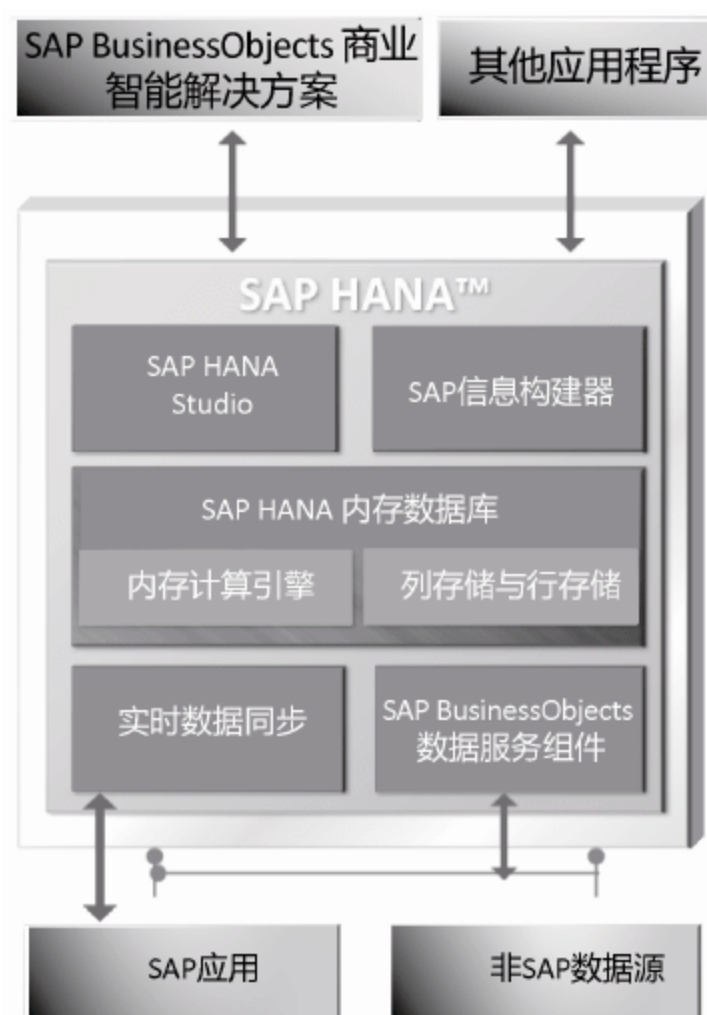 SAP BusinessObjects 商业
智能解决方案
其他应用程序
SAP HANA™
SAP HANA
Studio
SAP信息构建器
SAP HANA 内存数据库
内存计算引擎
列存储与行存储
实时数据同步
SAP BusinessObjects
数据服务组件
SAP应用
非SAP数据源